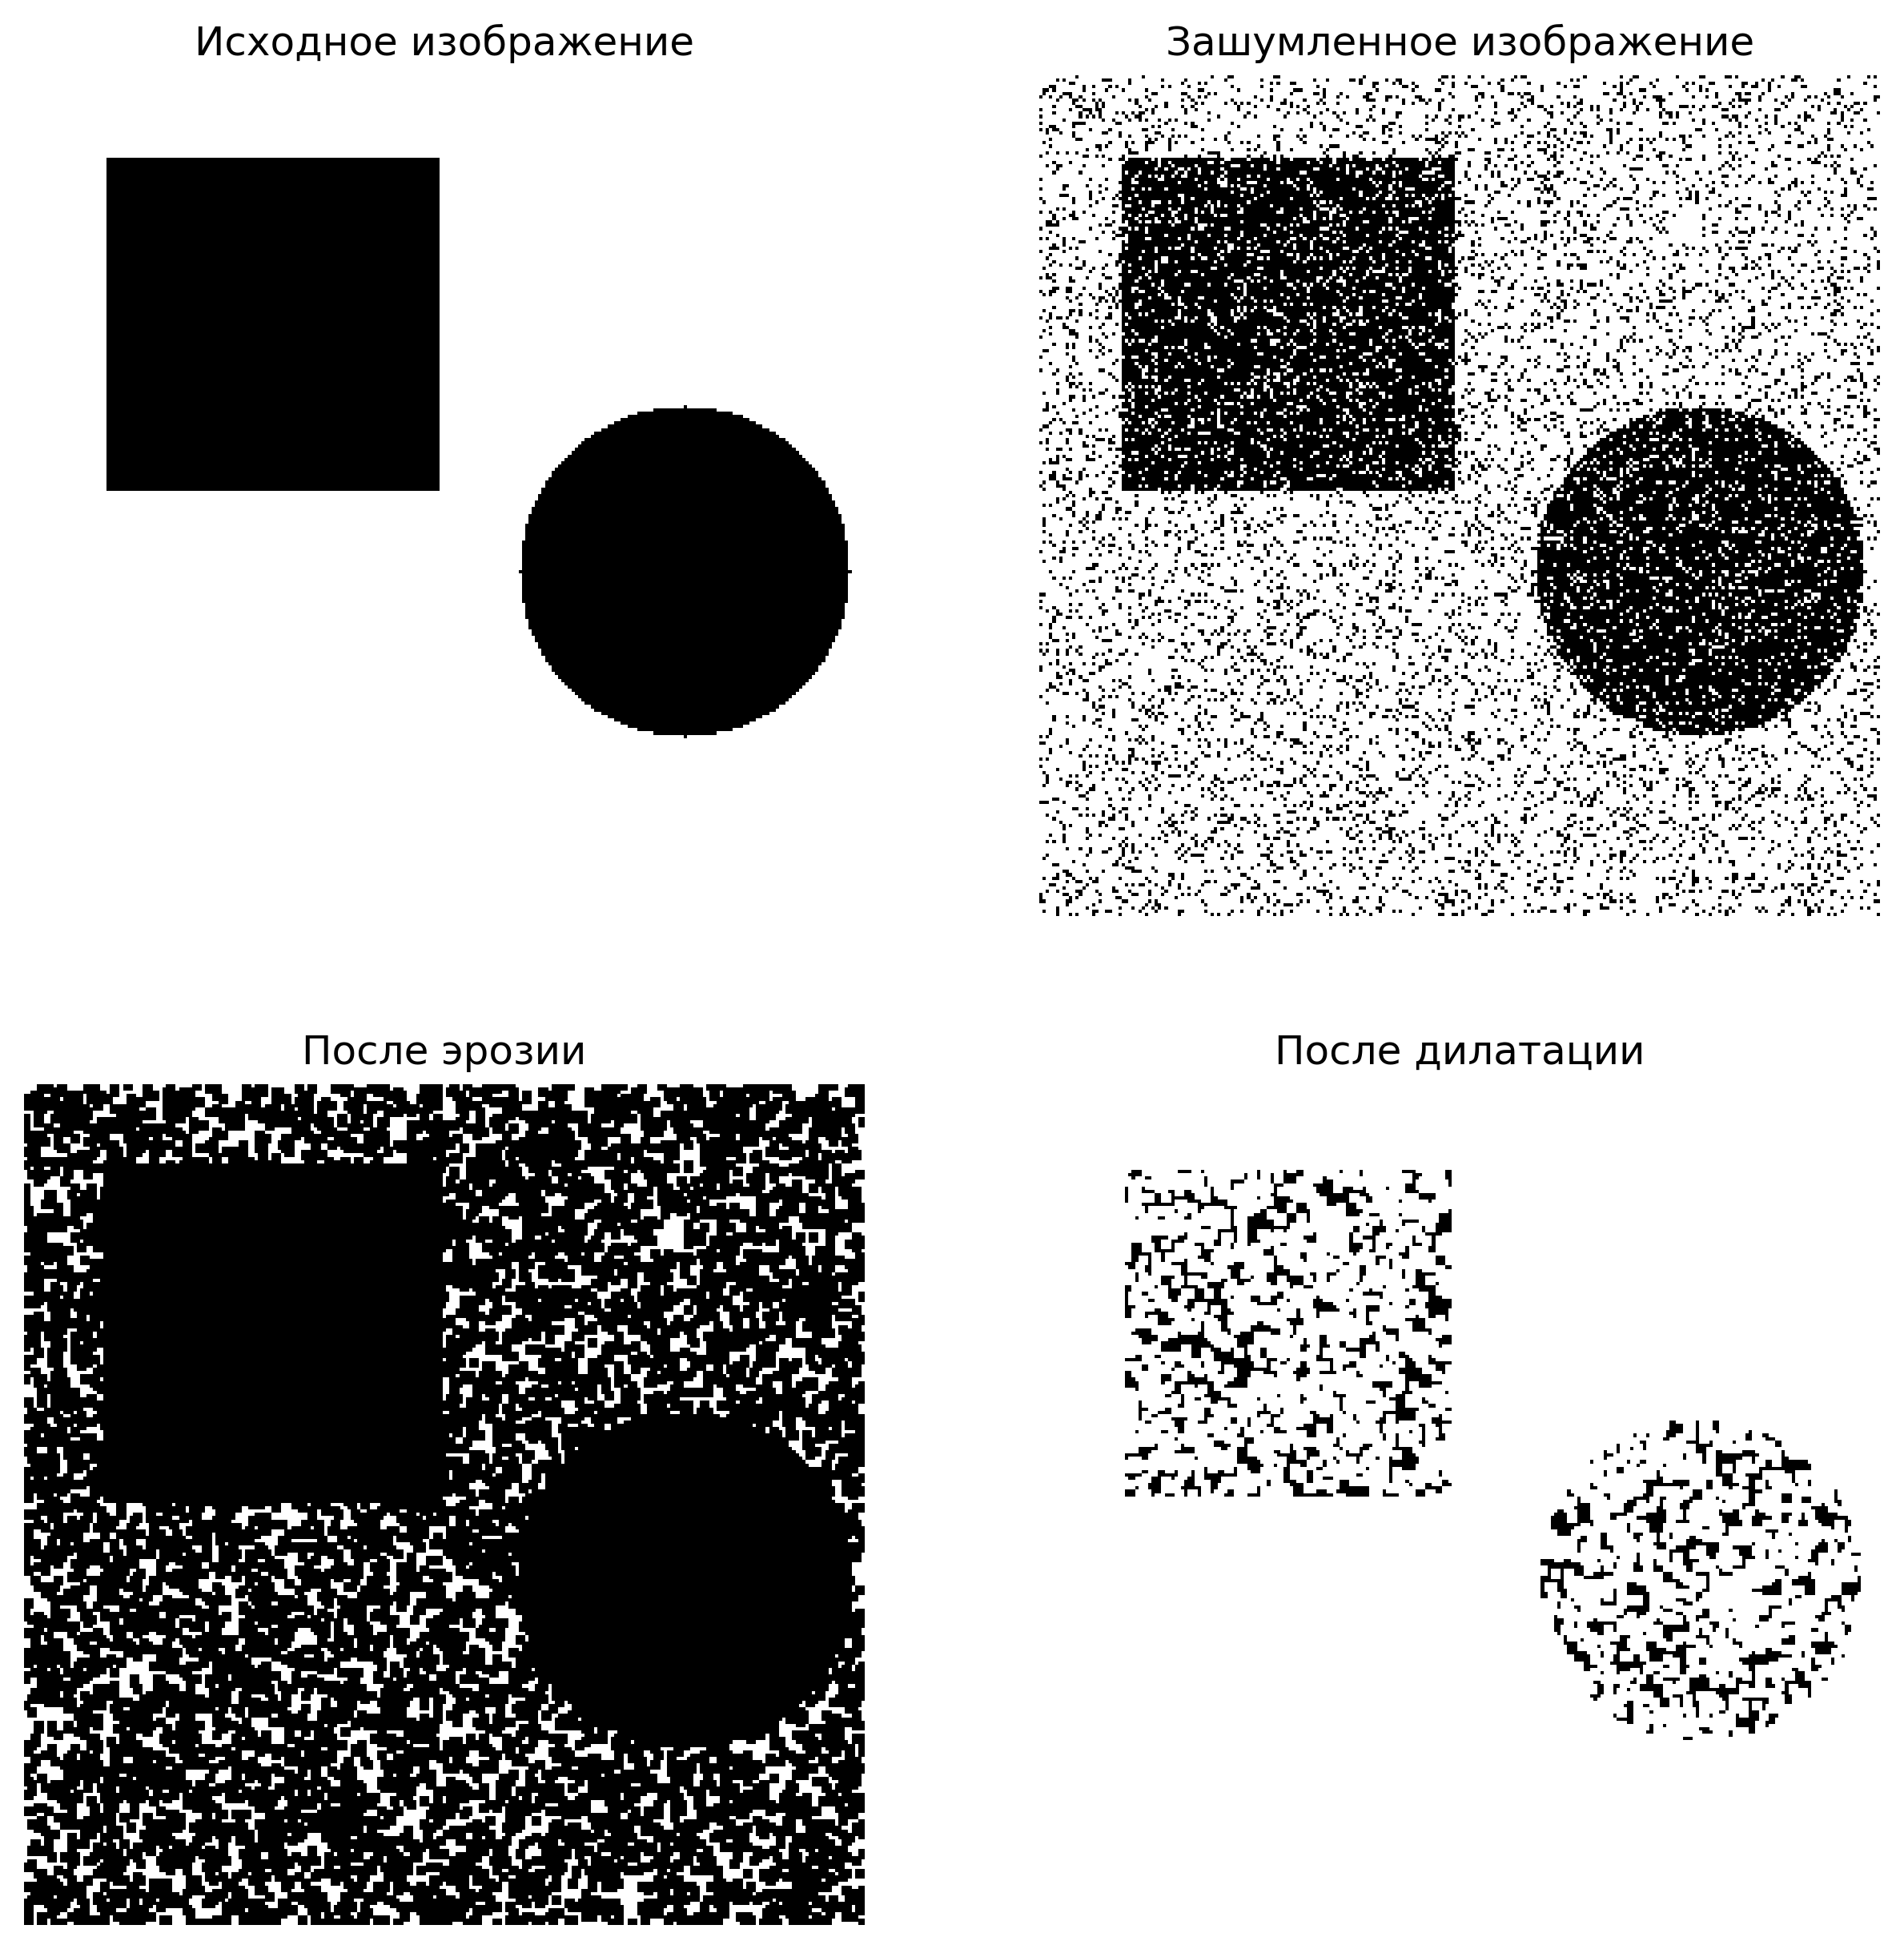 Исходное изображение
Зашумленное изображение
После эрозии
После дилатации